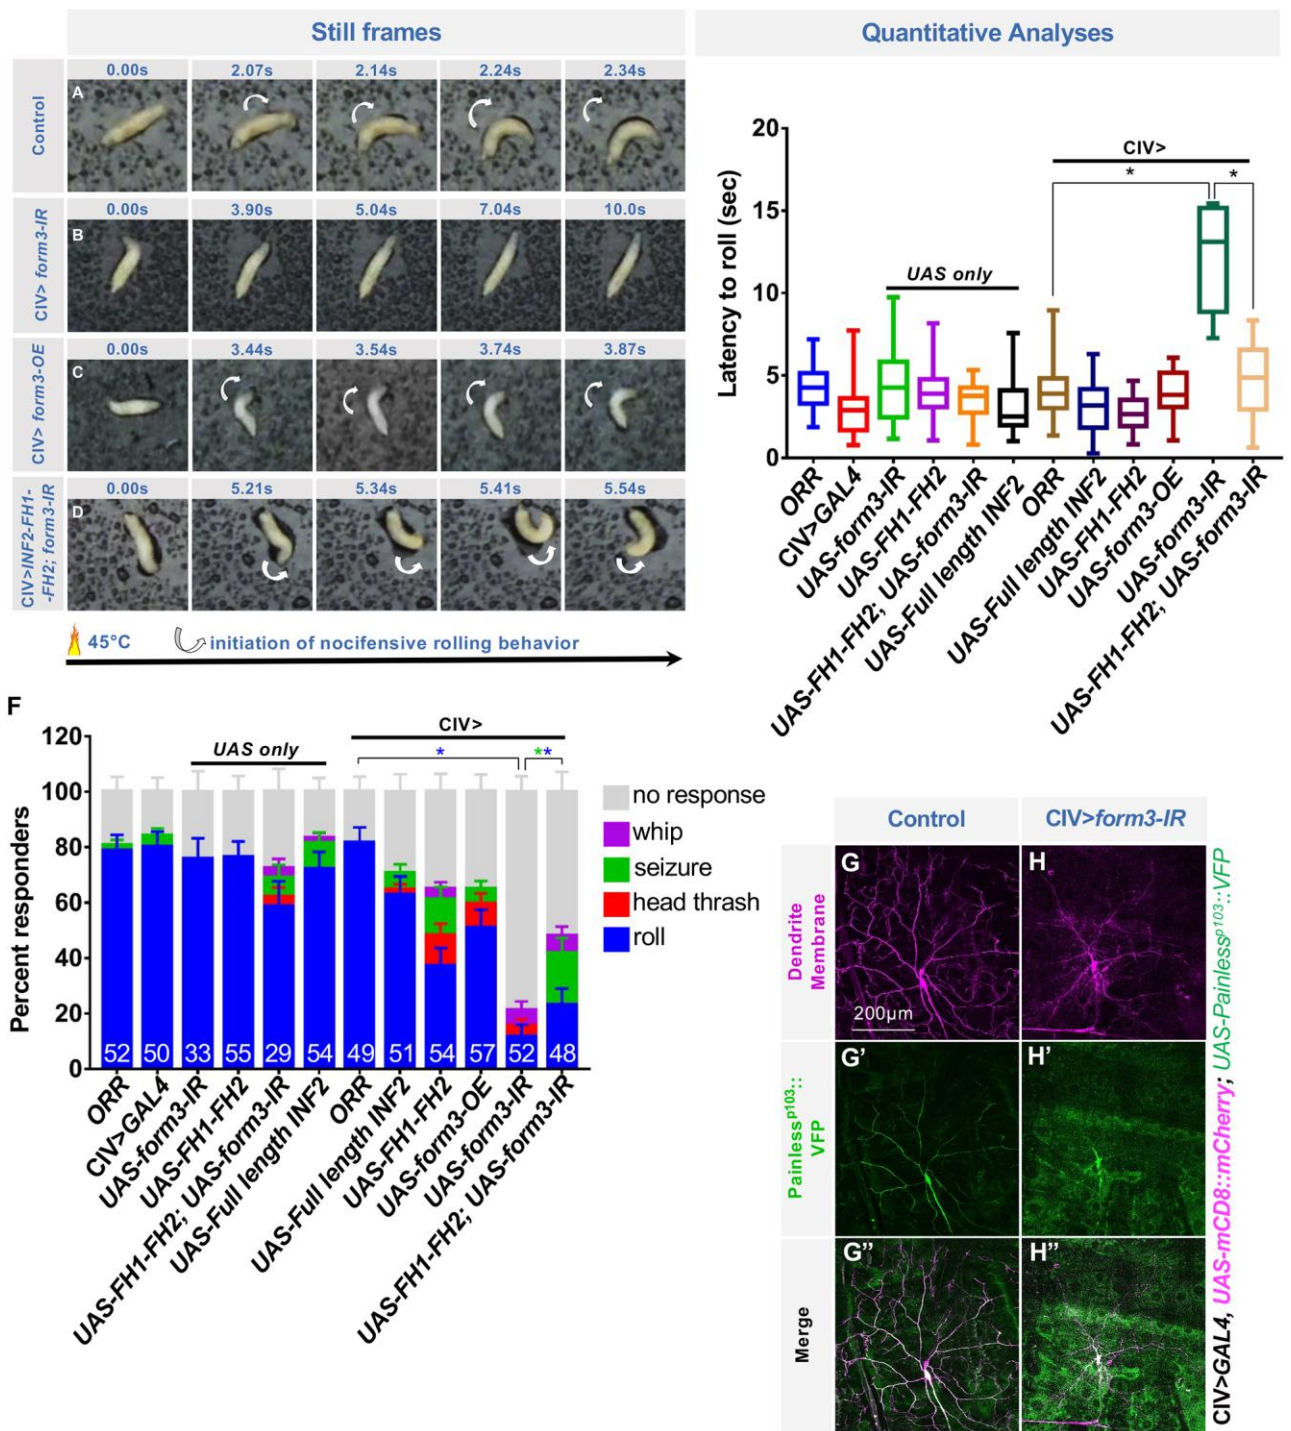 Still frames
Quantitative Analyses
Control
A
0.00s 2.07s 2.14s 2.24s 2.34s
CIV> form3-IR
B
0.00s 3.90s 5.04s 7.04s 10.0s
CIV> form3-OE
C
0.00s 3.44s 3.54s 3.74s 3.87s
CIV>INF2-FH1-
-FH2; form3-IR
D
0.00s 5.21s 5.34s 5.41s 5.54s
45°C initiation of nocifensive rolling behavior
Latency to roll (sec)
20
15
10
5
0
UAS only
CIV>
* *
ORR
CIV>GAL4
UAS-form3-IR
UAS-FH1-FH2
UAS-FH1-FH2; UAS-form3-IR
UAS-Full length INF2
ORR
UAS-Full length INF2
UAS-FH1-FH2
UAS-form3-OE
UAS-form3-IR
UAS-FH1-FH2; UAS-form3-IR
F
Percent responders
120
100
80
60
40
20
0
UAS only
CIV>
* **
52 50 33 55 29 54 49 51 54 57 52 48
ORR
CIV>GAL4
UAS-form3-IR
UAS-FH1-FH2
UAS-FH1-FH2; UAS-form3-IR
UAS-Full length INF2
ORR
UAS-Full length INF2
UAS-FH1-FH2
UAS-form3-OE
UAS-form3-IR
UAS-FH1-FH2; UAS-form3-IR
no response
whip
seizure
head thrash
roll
Control
CIV>form3-IR
Dendrite
Membrane
G
200µm
H
Painlessp103::
VFP
G'
H'
Merge
G''
H''
CIV>GAL4, UAS-mCD8::mCherry; UAS-Painlessp103::VFP